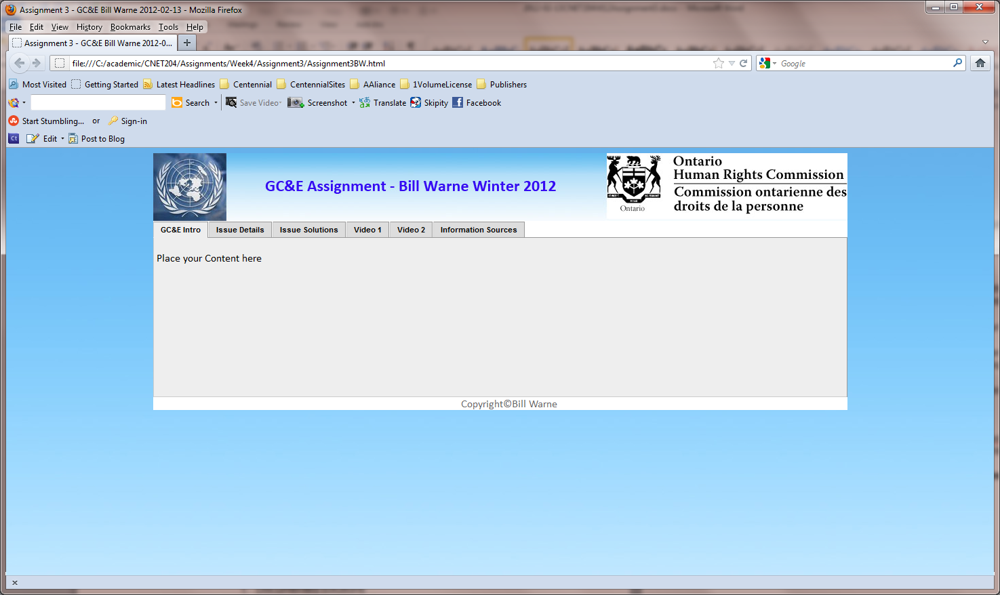 Assignment 3 - GC&E Bill Warne 2012-02-13 - Mozilla Firefox
File Edit View History Bookmarks Tools Help
Assignment 3 - GC&E Bill Warne 2012-0...
file:///C:/academic/CNET204/Assignments/Week4/Assignment3/Assignment3BW.html
Google
Most Visited Getting Started Latest Headlines Centennial CentennialSites AAliance 1VolumeLicense Publishers
Search Save Video Screenshot Translate Skipity Facebook
Start Stumbling... or Sign-in
Ct Edit Post to Blog
GC&E Assignment - Bill Warne Winter 2012
Ontario
Ontario
Human Rights Commission
Commission ontarienne des
droits de la personne
GC&E Intro Issue Details Issue Solutions Video 1 Video 2 Information Sources
Place your Content here
Copyright©Bill Warne